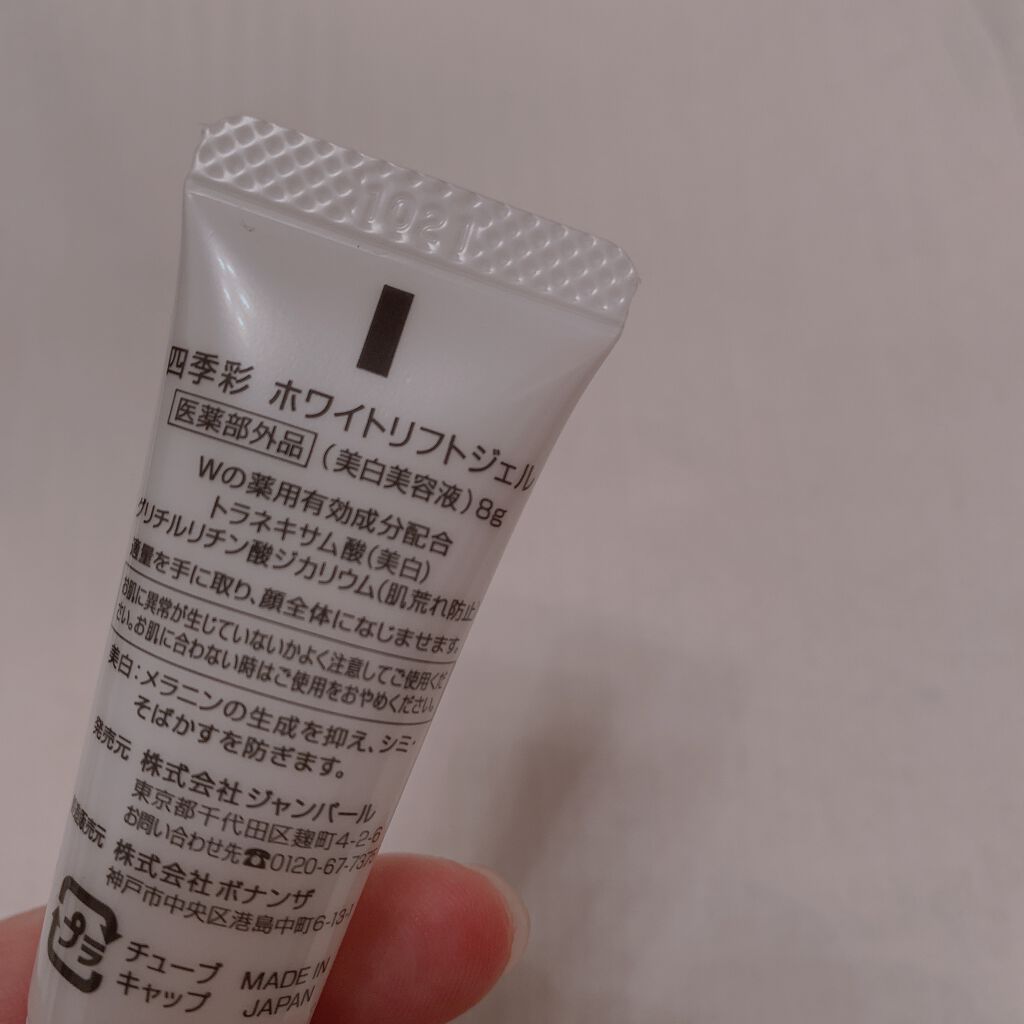 1021
四季彩 ホワイトリフトジェル
医薬部外品 (美白美容液) 8g
Wの薬用有効成分配合
トラネキサム酸(美白)
グリチルリチン酸ジカリウム(肌荒れ防止)
適量を手に取り、顔全体になじませます。
お肌に異常が生じていないかよく注意してご使用くだ
さい。お肌に合わない時はご使用をおやめください。
美白:メラニンの生成を抑え、シミ・
そばかすを防ぎます。
発売元 株式会社ジャンパール
東京都千代田区麹町4-2-6
お問い合わせ先☎0120-67-7375
販売元 株式会社ボナンザ
神戸市中央区港島中町6-13-1
プラ チューブ
キャップ
MADE IN
JAPAN